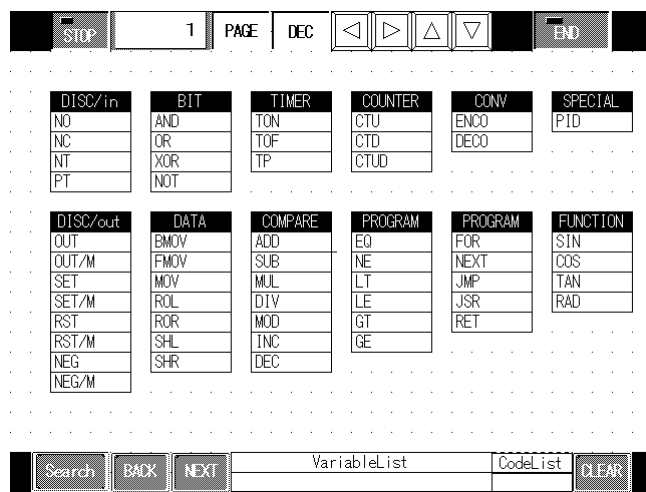 STOP 1 PAGE DEC END
DISC/in BIT TIMER COUNTER CONV SPECIAL
NO AND TON CTU ENCO PID
NC OR TOF CTD DECO
NT XOR TP CTUD
PT NOT
DISC/out DATA COMPARE PROGRAM PROGRAM FUNCTION
OUT BMOV ADD EQ FOR SIN
OUT/M FMOV SUB NE NEXT COS
SET MOV MUL LT JMP TAN
SET/M ROL DIV LE JSR RAD
RST ROR MOD GT RET
RST/M SHL INC GE
NEG SHR DEC
NEG/M
VariableList CodeList
Search BACK NEXT CLEAR